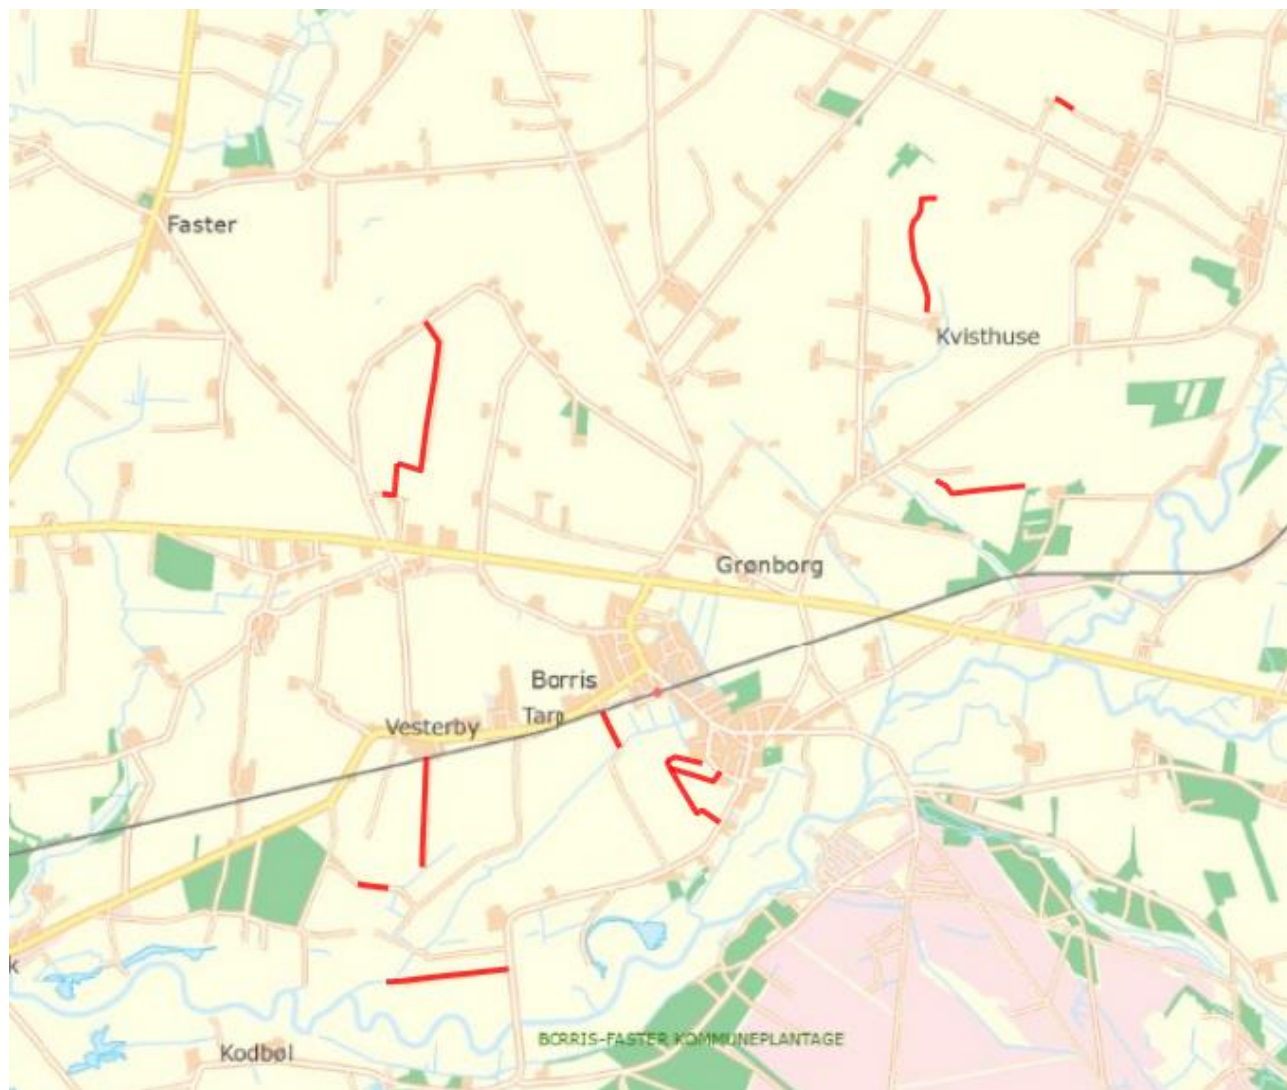 Faster
Kvisthuse
Grønborg
Borris
Tarp
Vesterby
k
BORRIS-FASTER KOMMUNEPLANTAGE
Kodbøl